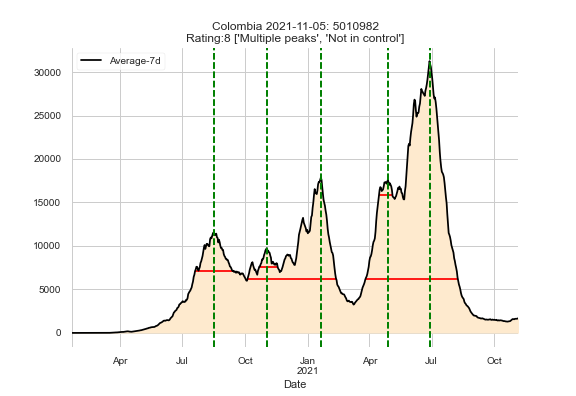 Colombia 2021-11-05: 5010982
Rating:8 ['Multiple peaks', 'Not in control']
Average-7d
30000
25000
20000
15000
10000
5000
0
Apr Jul Oct Jan Apr Jul Oct
2021
Date